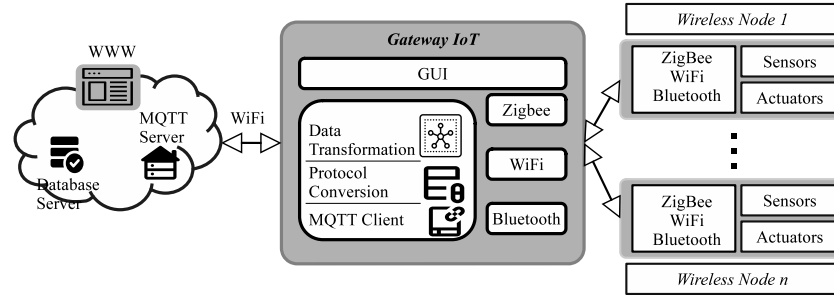 WWW
MQTT
Server
Database
Server
WiFi
Gateway IoT
GUI
Data
Transformation
Protocol
Conversion
MQTT Client
Zigbee
WiFi
Bluetooth
Wireless Node 1
ZigBee
WiFi
Bluetooth
Sensors
Actuators
ZigBee
WiFi
Bluetooth
Sensors
Actuators
Wireless Node n